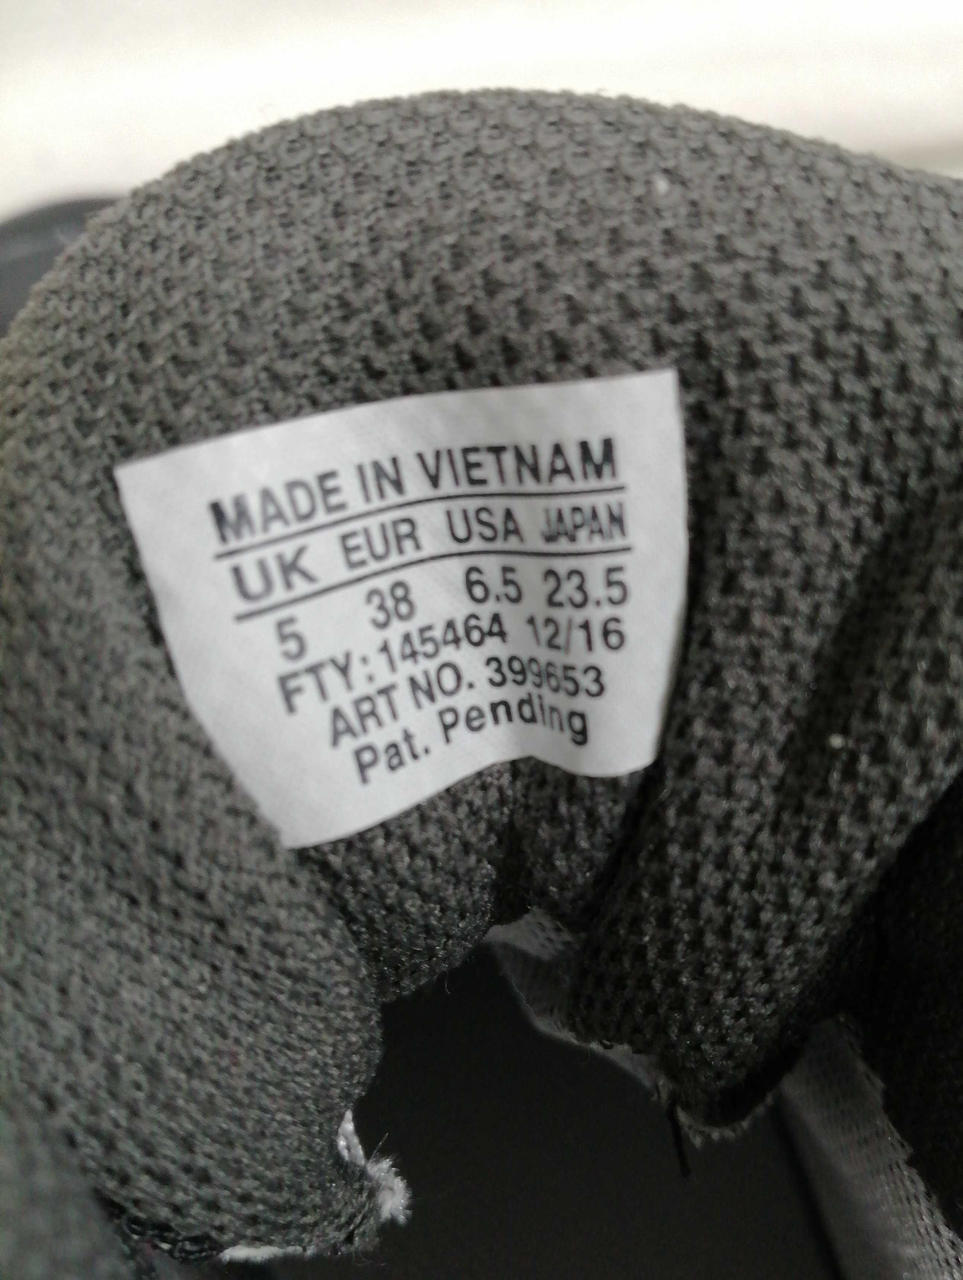 MADE IN VIETNAM
UK EUR USA JAPAN
5 38 6.5 23.5
FTY: 145464 12/16
ART NO. 399653
Pat. Pending